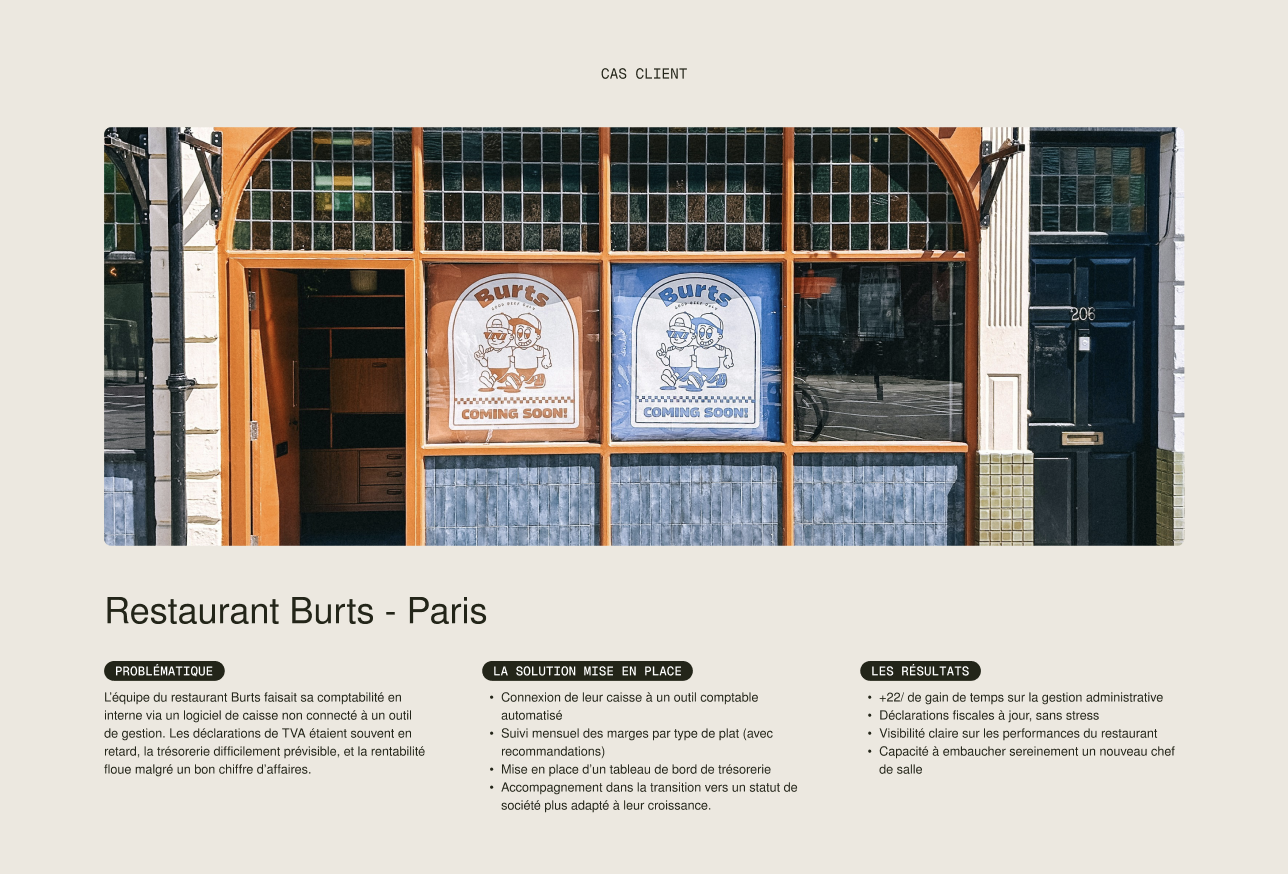 CAS CLIENT
Burts
GOOD BEEF ONLY
COMING SOON!
Burts
GOOD BEEF ONLY
COMING SOON!
206
Restaurant Burts - Paris
PROBLÉMATIQUE
L'équipe du restaurant Burts faisait sa comptabilité en
interne via un logiciel de caisse non connecté à un outil
de gestion. Les déclarations de TVA étaient souvent en
retard, la trésorerie difficilement prévisible, et la rentabilité
floue malgré un bon chiffre d'affaires.
LA SOLUTION MISE EN PLACE
• Connexion de leur caisse à un outil comptable
automatisé
• Suivi mensuel des marges par type de plat (avec
recommandations)
• Mise en place d'un tableau de bord de trésorerie
• Accompagnement dans la transition vers un statut de
société plus adapté à leur croissance.
LES RÉSULTATS
• +22/ de gain de temps sur la gestion administrative
• Déclarations fiscales à jour, sans stress
• Visibilité claire sur les performances du restaurant
• Capacité à embaucher sereinement un nouveau chef
de salle